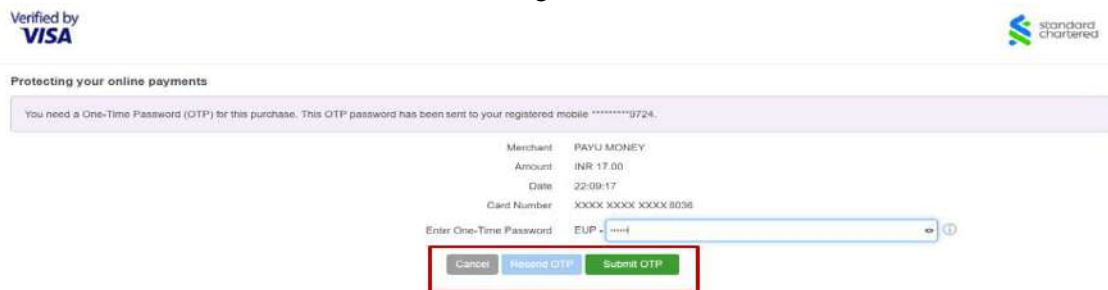 Verified by
VISA
standard
chartered
Protecting your online payments
You need a One-Time Password (OTP) for this purchase. This OTP password has been sent to your registered mobile *********9724.
Merchant PAYU MONEY
Amount INR 17.00
Date 22:09:17
Card Number XXXX XXXX XXXX 8036
Enter One-Time Password EUP -
Cancel Resend OTP Submit OTP